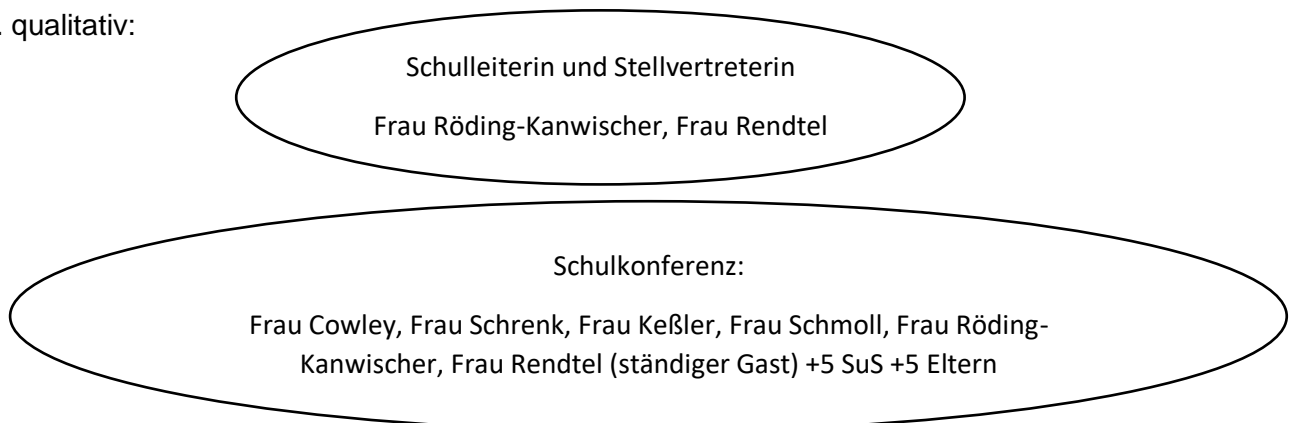 . qualitativ:
Schulleiterin und Stellvertreterin
Frau Röding-Kanwischer, Frau Rendtel
Schulkonferenz:
Frau Cowley, Frau Schrenk, Frau Keßler, Frau Schmoll, Frau Röding-
Kanwischer, Frau Rendtel (ständiger Gast) +5 SuS +5 Eltern